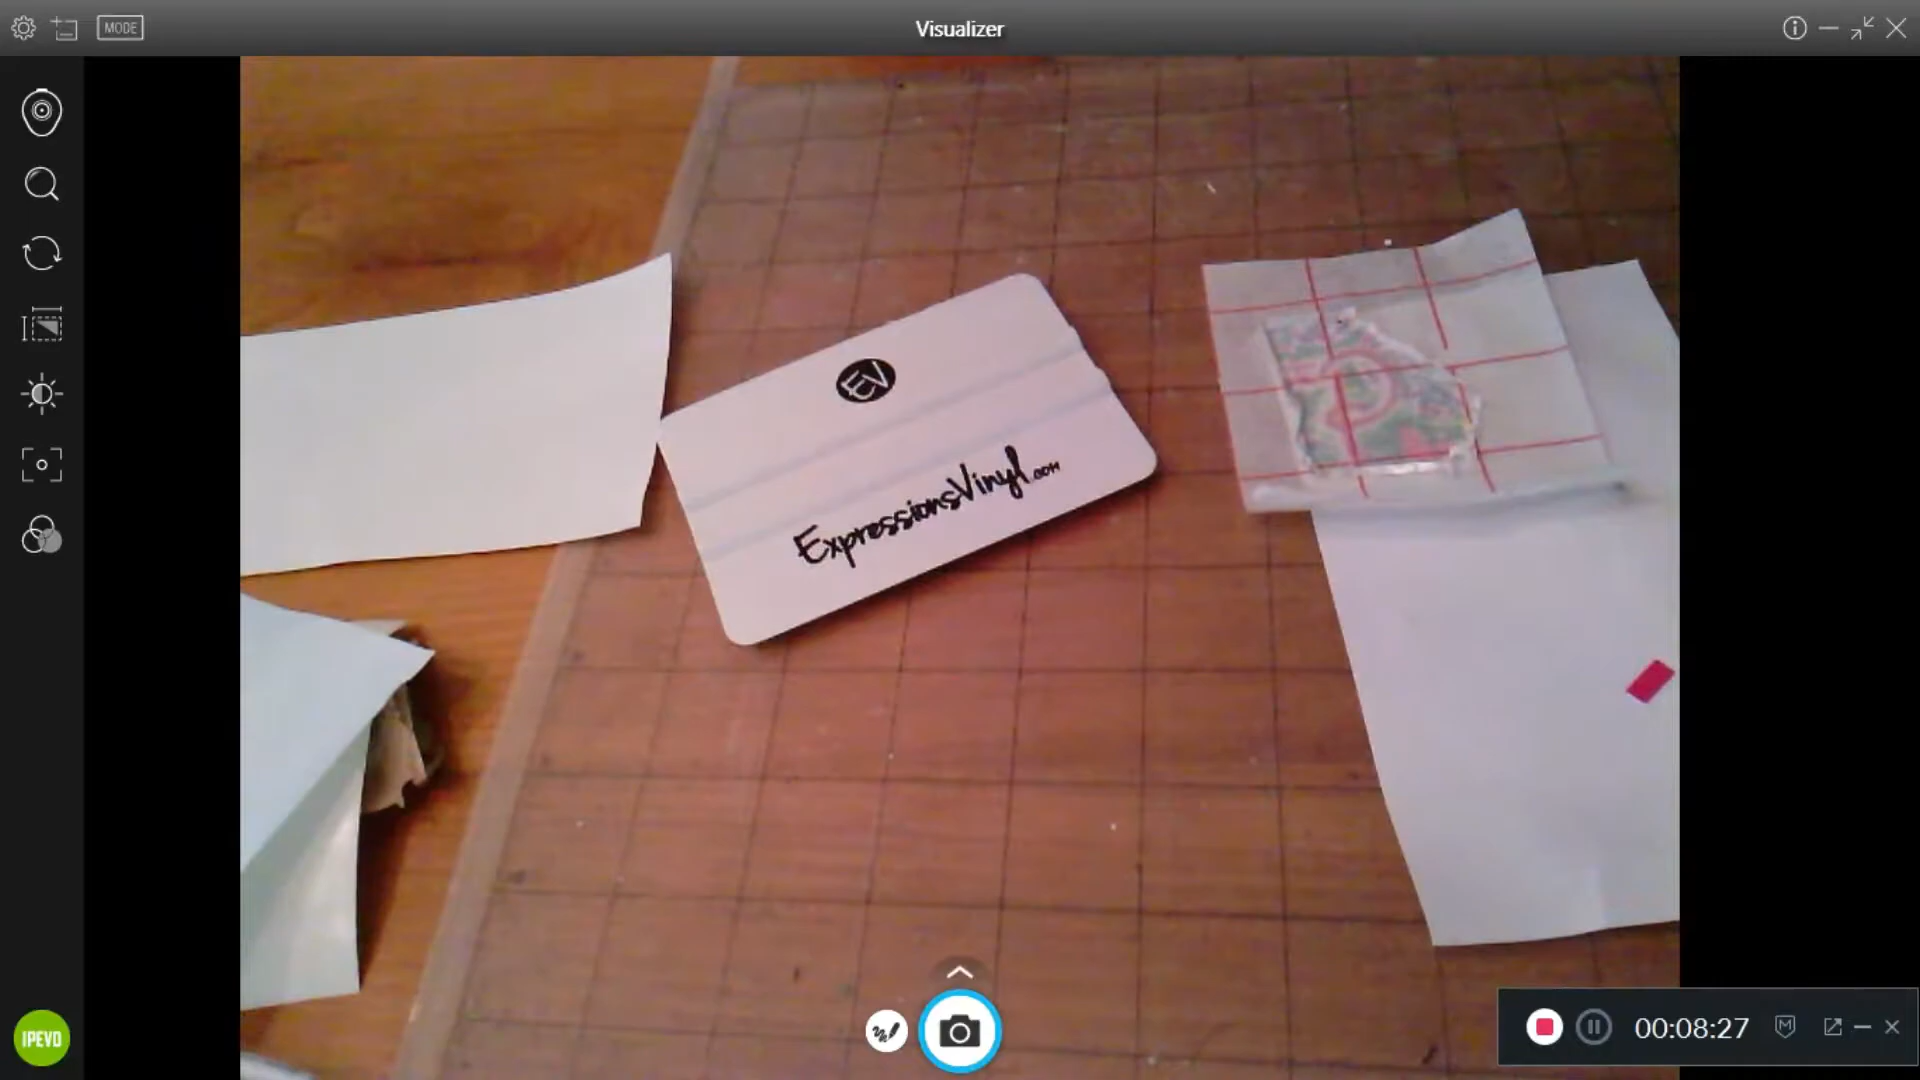 MODE
Visualizer
EV
ExpressionsVinyl.com
IPEVO
00:08:27